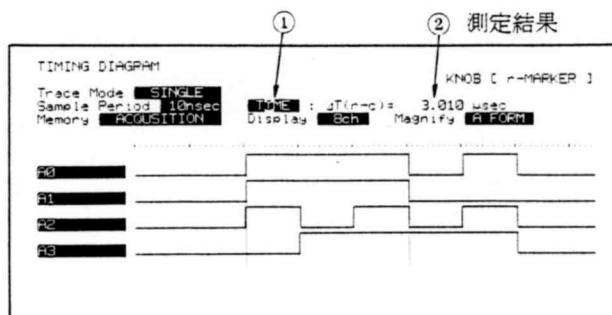 ① ② 測定結果
TIMING DIAGRAM
KNOB [ r-MARKER ]
Trace Mode SINGLE
Sample Period 10nsec TIME : ΔT(r-c)= 3.010 μsec
Memory ACQUSITION Display 8ch Magnify A FORM
A0
A1
A2
A3